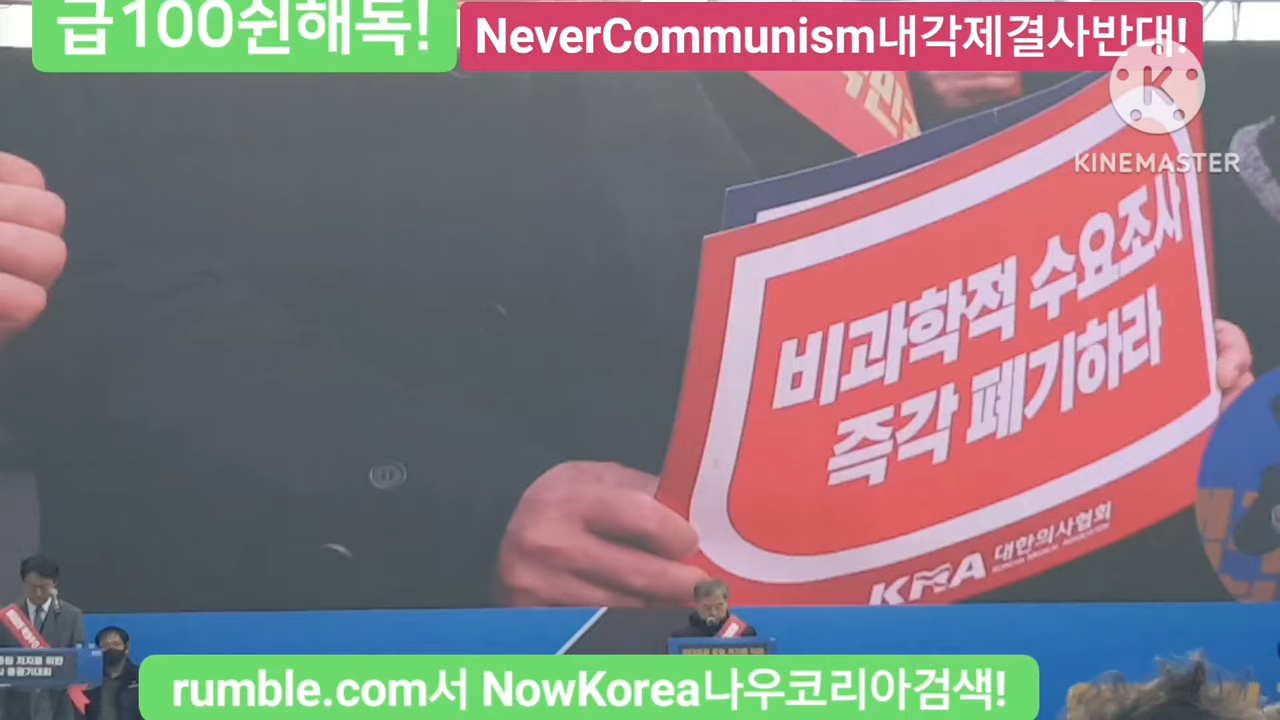 급100쉰해독!
NeverCommunism내각제결사반대!
KINEMASTER
비과학적 수요조사
즉각 폐기하라
KMA 대한의사협회
KOREAN MEDICAL ASSOCIATION
rumble.com서 NowKorea나우코리아검색!